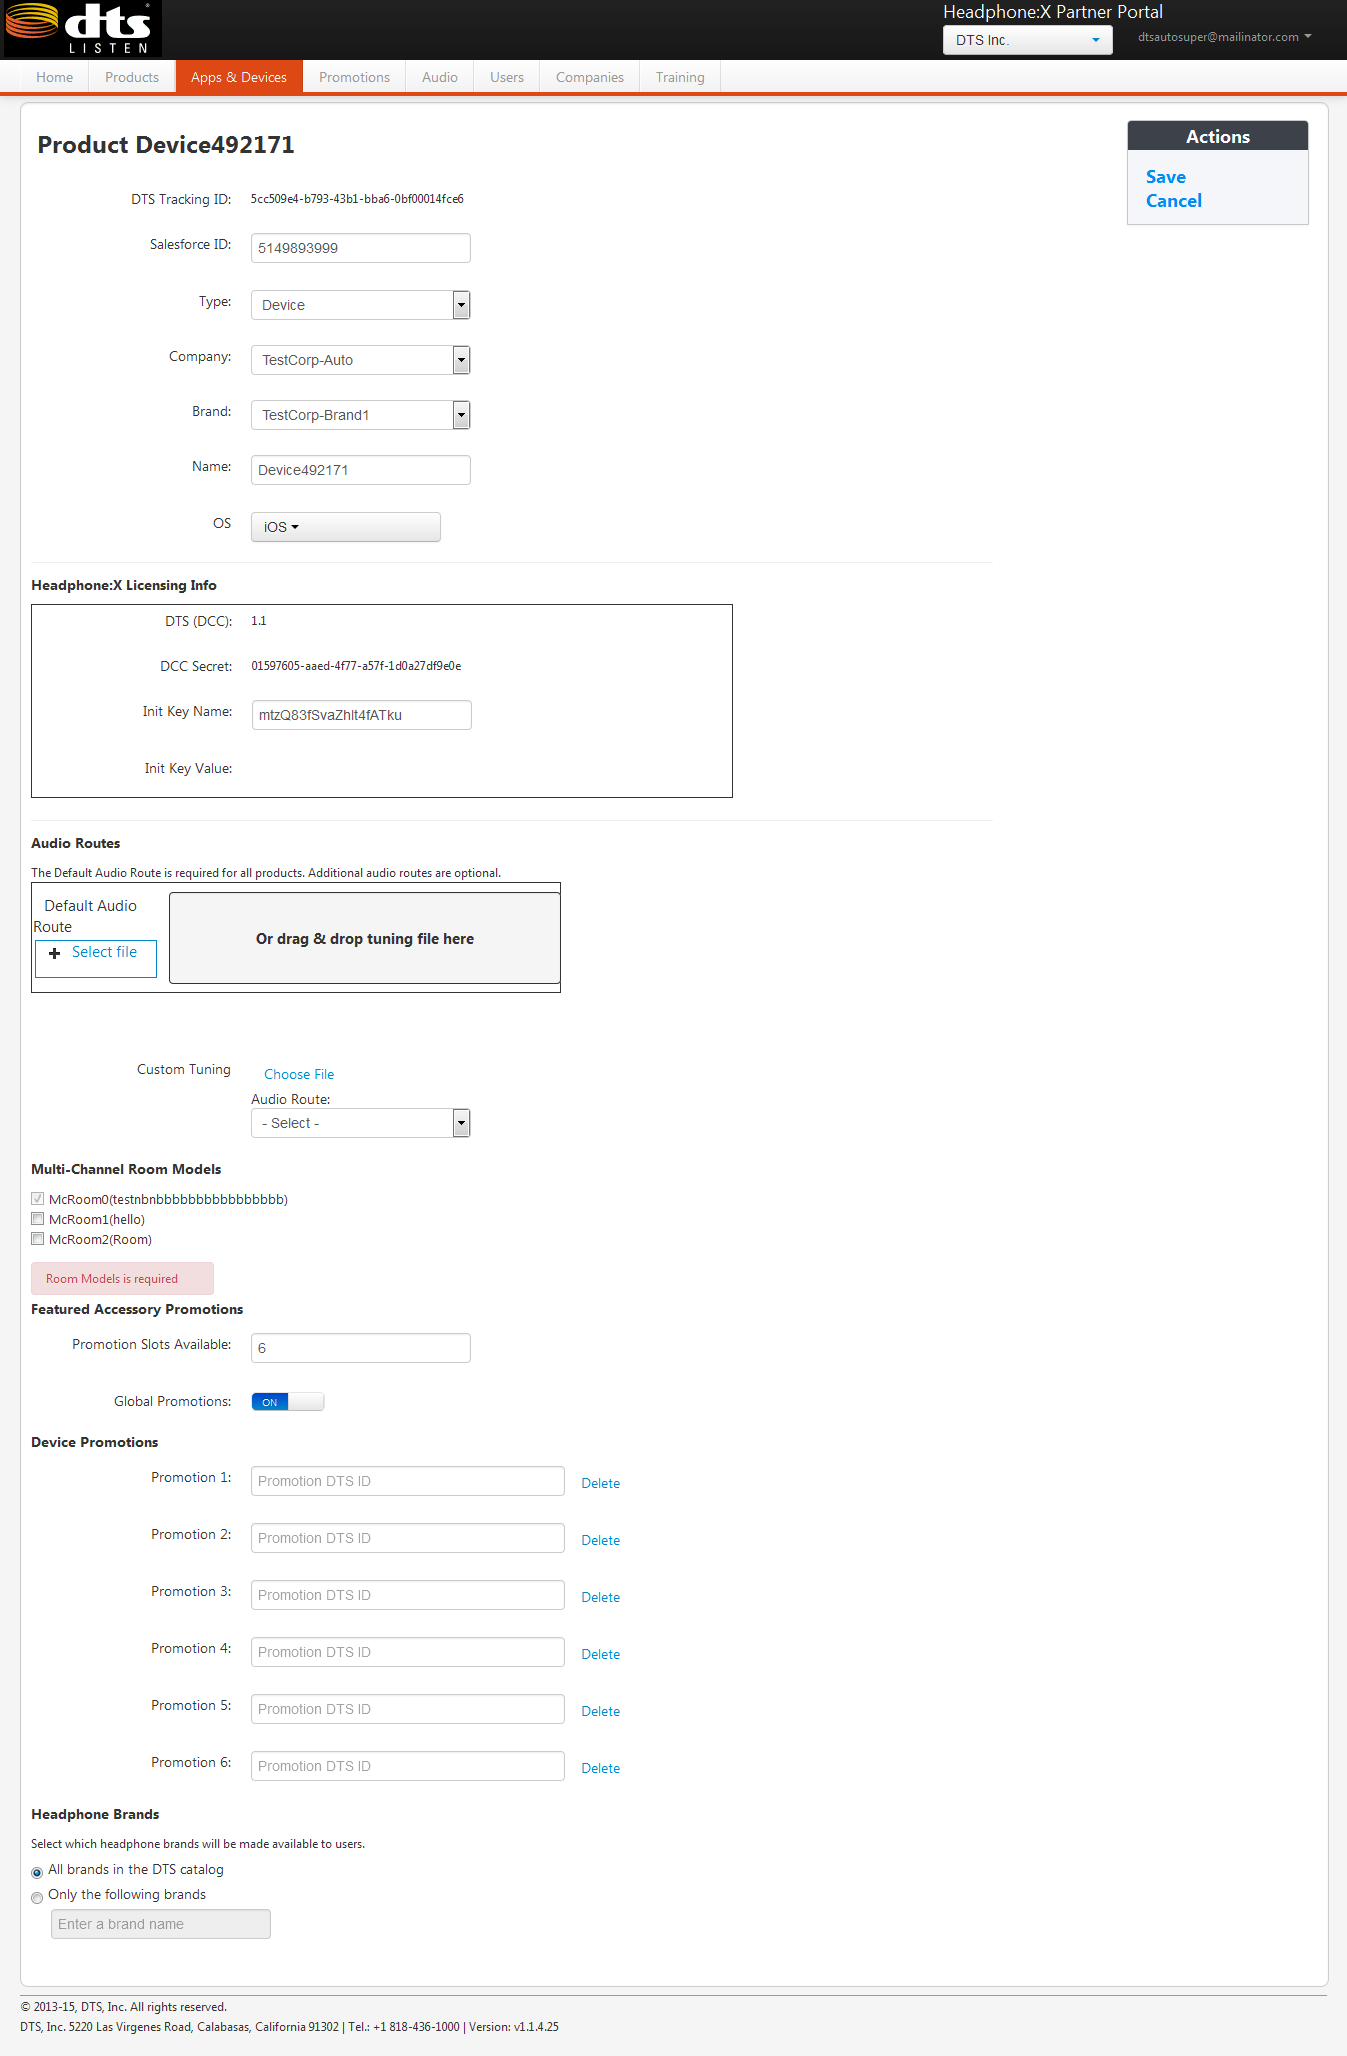 dts
LISTEN
Headphone:X Partner Portal
DTS Inc.
dtsautosuper@mailinator.com
Home Products Apps & Devices Promotions Audio Users Companies Training
Product Device492171
Actions
Save
Cancel
DTS Tracking ID: 5cc509e4-b793-43b1-bba6-0bf00014fce6
Salesforce ID: 5149893999
Type: Device
Company: TestCorp-Auto
Brand: TestCorp-Brand1
Name: Device492171
OS iOS
Headphone:X Licensing Info
DTS (DCC): 1.1
DCC Secret: 01597605-aaed-4f77-a57f-1d0a27df9e0e
Init Key Name: mtzQ83fSvaZhlt4fATku
Init Key Value:
Audio Routes
The Default Audio Route is required for all products. Additional audio routes are optional.
Default Audio
Route
Select file
Or drag & drop tuning file here
Custom Tuning Choose File
Audio Route:
- Select -
Multi-Channel Room Models
McRoom0(testnbnbbbbbbbbbbbbbbbb)
McRoom1(hello)
McRoom2(Room)
Room Models is required
Featured Accessory Promotions
Promotion Slots Available: 6
Global Promotions: ON
Device Promotions
Promotion 1: Promotion DTS ID Delete
Promotion 2: Promotion DTS ID Delete
Promotion 3: Promotion DTS ID Delete
Promotion 4: Promotion DTS ID Delete
Promotion 5: Promotion DTS ID Delete
Promotion 6: Promotion DTS ID Delete
Headphone Brands
Select which headphone brands will be made available to users.
All brands in the DTS catalog
Only the following brands
Enter a brand name
© 2013-15, DTS, Inc. All rights reserved.
DTS, Inc. 5220 Las Virgenes Road, Calabasas, California 91302 | Tel.: +1 818-436-1000 | Version: v1.1.4.25